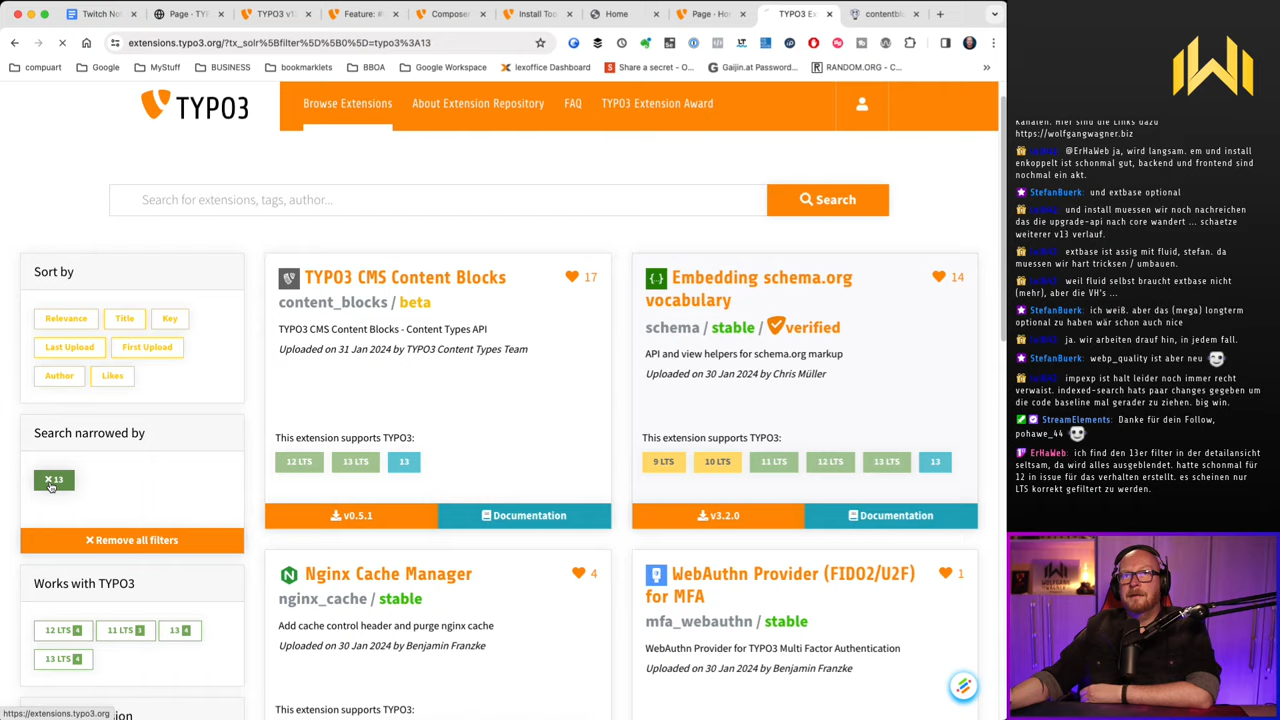 Twitch No
Page - TYP
TYPO3 v1
Feature: #
Composer
Install Too
Home
Page - Ho
TYPO3 Ex
contentblo
extensions.typo3.org/?tx_solr%5Bfilter%5D%5B0%5D=typo3%3A13
compuart
Google
MyStuff
BUSINESS
bookmarklets
BBOA
Google Workspace
lexoffice Dashboard
Share a secret - O...
Gaijin.at Password...
RANDOM.ORG - C...
TYPO3
Browse Extensions
About Extension Repository
FAQ
TYPO3 Extension Award
Search for extensions, tags, author...
Search
Sort by
Relevance
Title
Key
Last Upload
First Upload
Author
Likes
Search narrowed by
13
Remove all filters
Works with TYPO3
12 LTS 4
11 LTS 3
13 4
13 LTS 4
TYPO3 CMS Content Blocks
17
content_blocks / beta
TYPO3 CMS Content Blocks - Content Types API
Uploaded on 31 Jan 2024 by TYPO3 Content Types Team
This extension supports TYPO3:
12 LTS
13 LTS
13
v0.5.1
Documentation
Embedding schema.org
vocabulary
14
schema / stable / verified
API and view helpers for schema.org markup
Uploaded on 30 Jan 2024 by Chris Müller
This extension supports TYPO3:
9 LTS
10 LTS
11 LTS
12 LTS
13 LTS
13
v3.2.0
Documentation
Nginx Cache Manager
4
nginx_cache / stable
Add cache control header and purge nginx cache
Uploaded on 30 Jan 2024 by Benjamin Franzke
This extension supports TYPO3:
WebAuthn Provider (FIDO2/U2F)
for MFA
1
mfa_webauthn / stable
WebAuthn Provider for TYPO3 Multi Factor Authentication
Uploaded on 30 Jan 2024 by Benjamin Franzke
https://extensions.typo3.org
Kanälen. Hier sind die Links dazu
https://wolfgangwagner.biz
@ErHaWeb ja, wird langsam. em und install
enkoppelt ist schonmal gut, backend und frontend sind
nochmal ein akt.
StefanBuerk: und extbase optional
und install muessen wir noch nachreichen
das die upgrade-api nach core wandert ... schaetze
weiterer v13 verlauf.
extbase ist assig mit fluid, stefan. da
muessen wir hart tricksen / umbauen.
weil fluid selbst braucht extbase nicht
(mehr), aber die VH's ...
StefanBuerk: ich weiß. aber das (mega) longterm
optional zu haben wär schon auch nice
ja. wir arbeiten drauf hin, in jedem fall.
StefanBuerk: webp_quality ist aber neu
impexp ist halt leider noch immer recht
verwaist. indexed-search hats paar changes gegeben um
die code baseline mal gerader zu ziehen. big win.
StreamElements: Danke für dein Follow,
pohawe_44
ErHaWeb: ich find den 13er filter in der detailansicht
seltsam, da wird alles ausgeblendet. hatte schonmal für
12 in issue für das verhalten erstellt. es scheinen nur
LTS korrekt gefiltert zu werden.